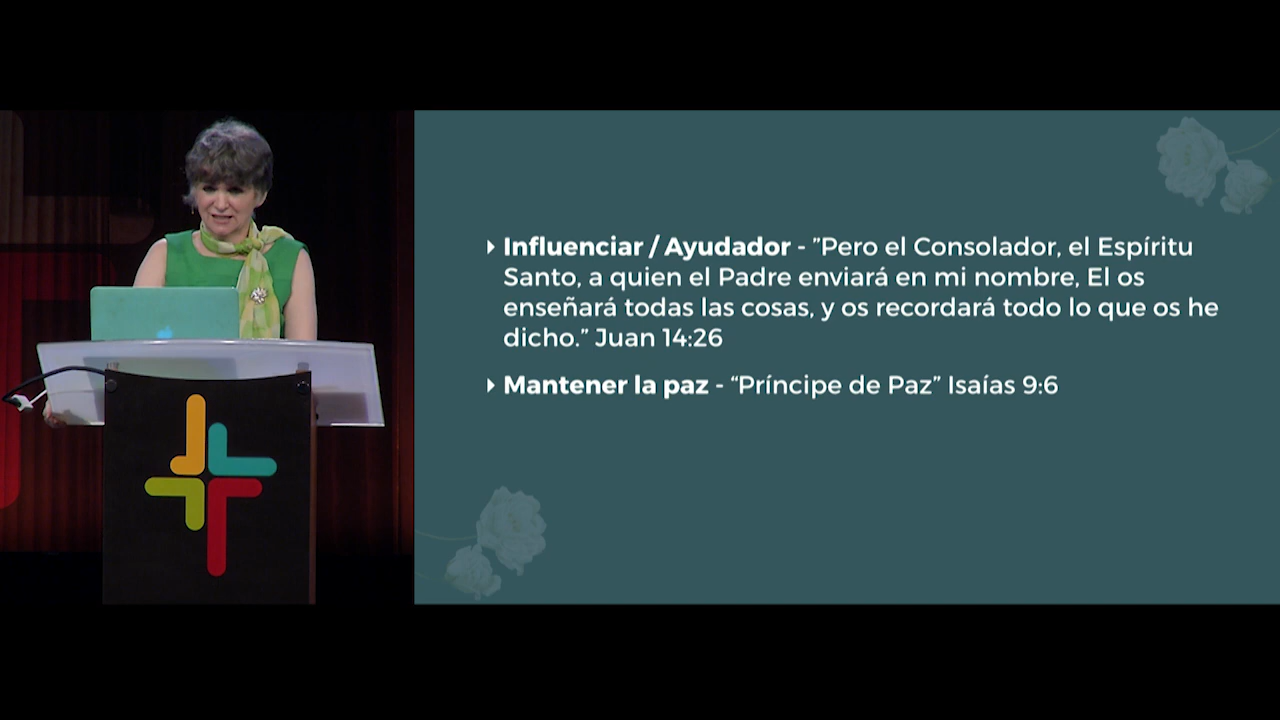 Influenciar / Ayudador - ”Pero el Consolador, el Espíritu
Santo, a quien el Padre enviará en mi nombre, El os
enseñará todas las cosas, y os recordará todo lo que os he
dicho.” Juan 14:26
Mantener la paz - “Príncipe de Paz” Isaías 9:6